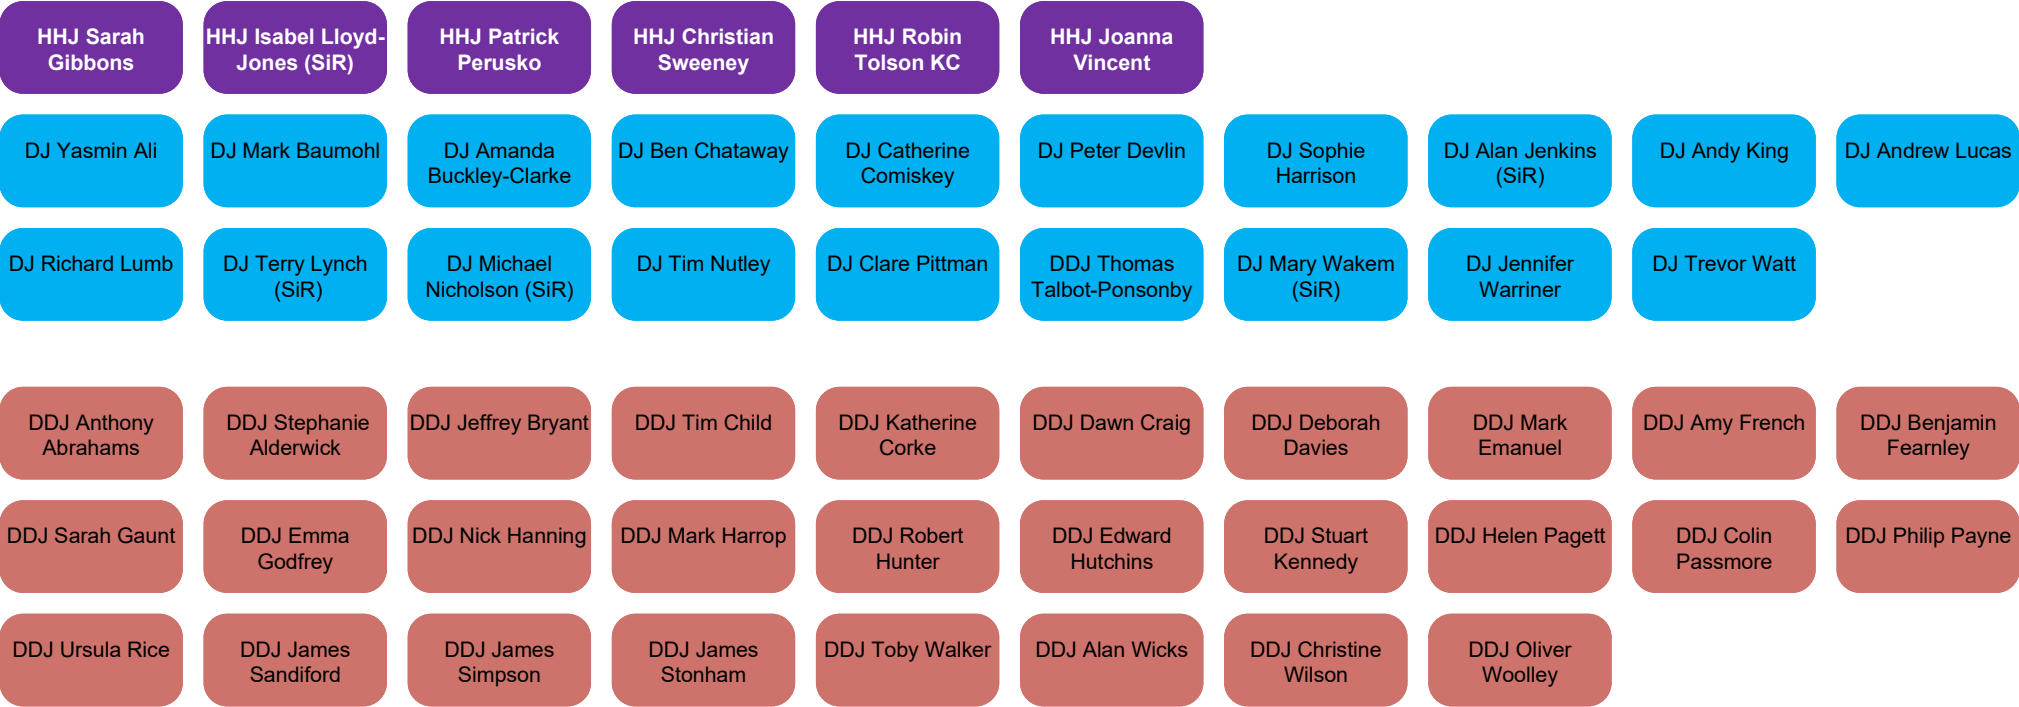 HHJ Sarah
Gibbons
HHJ Isabel Lloyd-
Jones (SiR)
HHJ Patrick
Perusko
HHJ Christian
Sweeney
HHJ Robin
Tolson KC
HHJ Joanna
Vincent
DJ Yasmin Ali
DJ Mark Baumohl
DJ Amanda
Buckley-Clarke
DJ Ben Chataway
DJ Catherine
Comiskey
DJ Peter Devlin
DJ Sophie
Harrison
DJ Alan Jenkins
(SiR)
DJ Andy King
DJ Andrew Lucas
DJ Richard Lumb
DJ Terry Lynch
(SiR)
DJ Michael
Nicholson (SiR)
DJ Tim Nutley
DJ Clare Pittman
DDJ Thomas
Talbot-Ponsonby
DJ Mary Wakem
(SiR)
DJ Jennifer
Warriner
DJ Trevor Watt
DDJ Anthony
Abrahams
DDJ Stephanie
Alderwick
DDJ Jeffrey Bryant
DDJ Tim Child
DDJ Katherine
Corke
DDJ Dawn Craig
DDJ Deborah
Davies
DDJ Mark
Emanuel
DDJ Amy French
DDJ Benjamin
Fearnley
DDJ Sarah Gaunt
DDJ Emma
Godfrey
DDJ Nick Hanning
DDJ Mark Harrop
DDJ Robert
Hunter
DDJ Edward
Hutchins
DDJ Stuart
Kennedy
DDJ Helen Pagett
DDJ Colin
Passmore
DDJ Philip Payne
DDJ Ursula Rice
DDJ James
Sandiford
DDJ James
Simpson
DDJ James
Stonham
DDJ Toby Walker
DDJ Alan Wicks
DDJ Christine
Wilson
DDJ Oliver
Woolley